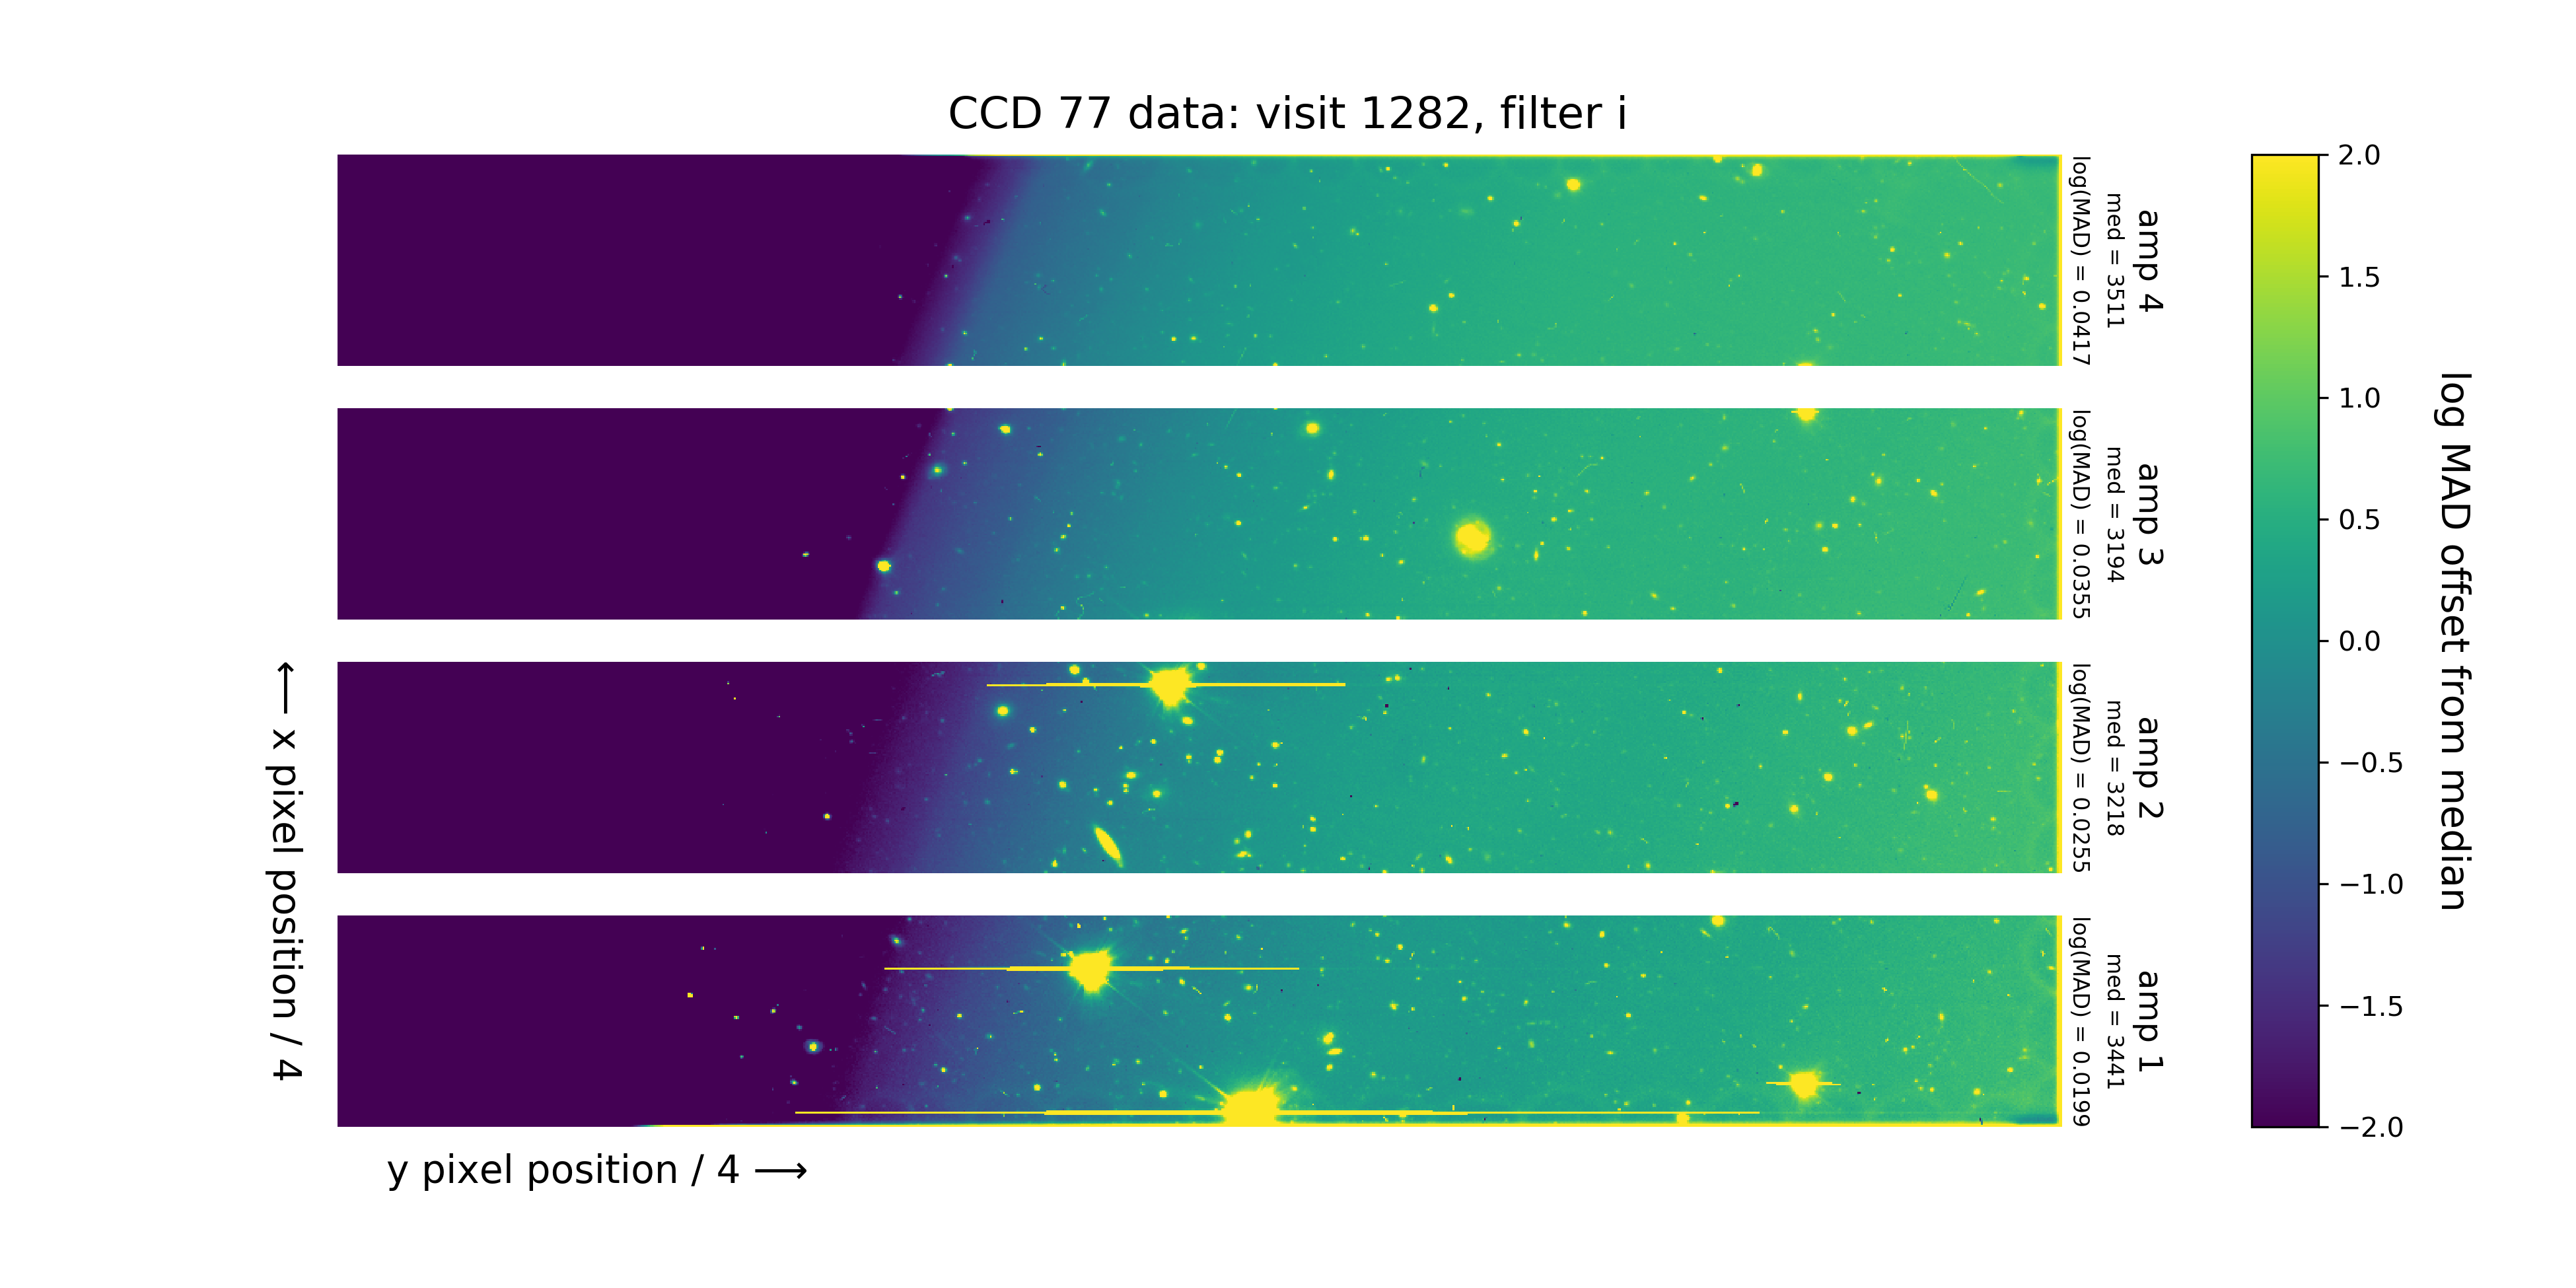 CCD 77 data: visit 1282, filter i
amp 4
med = 3511
log(MAD) = 0.0417
amp 3
med = 3194
log(MAD) = 0.0355
amp 2
med = 3218
log(MAD) = 0.0255
amp 1
med = 3441
log(MAD) = 0.0199
⟵ x pixel position / 4
y pixel position / 4 ⟶
2.0
1.5
1.0
0.5
0.0
−0.5
−1.0
−1.5
−2.0
log MAD offset from median